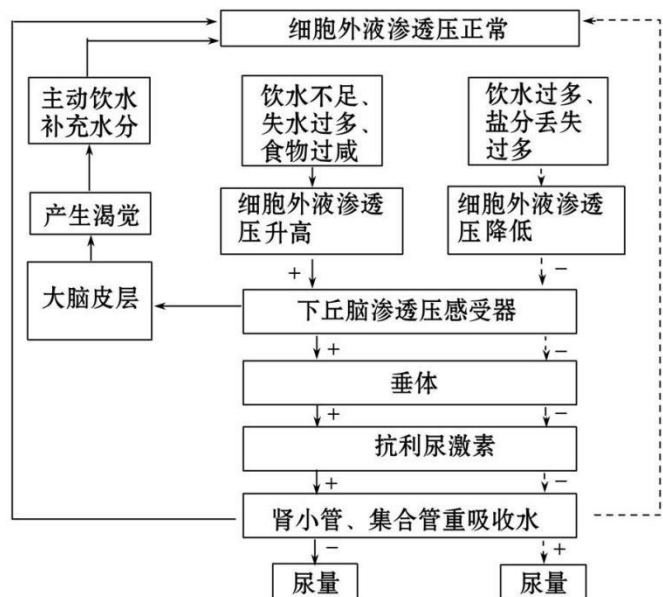 细胞外液渗透压正常
主动饮水
补充水分
饮水不足、
失水过多、
食物过咸
饮水过多、
盐分丢失
过多
产生渴觉
细胞外液渗透
压升高
细胞外液渗透
压降低
+
-
大脑皮层
下丘脑渗透压感受器
+
-
垂体
+
-
抗利尿激素
+
-
肾小管、集合管重吸收水
-
+
尿量
尿量